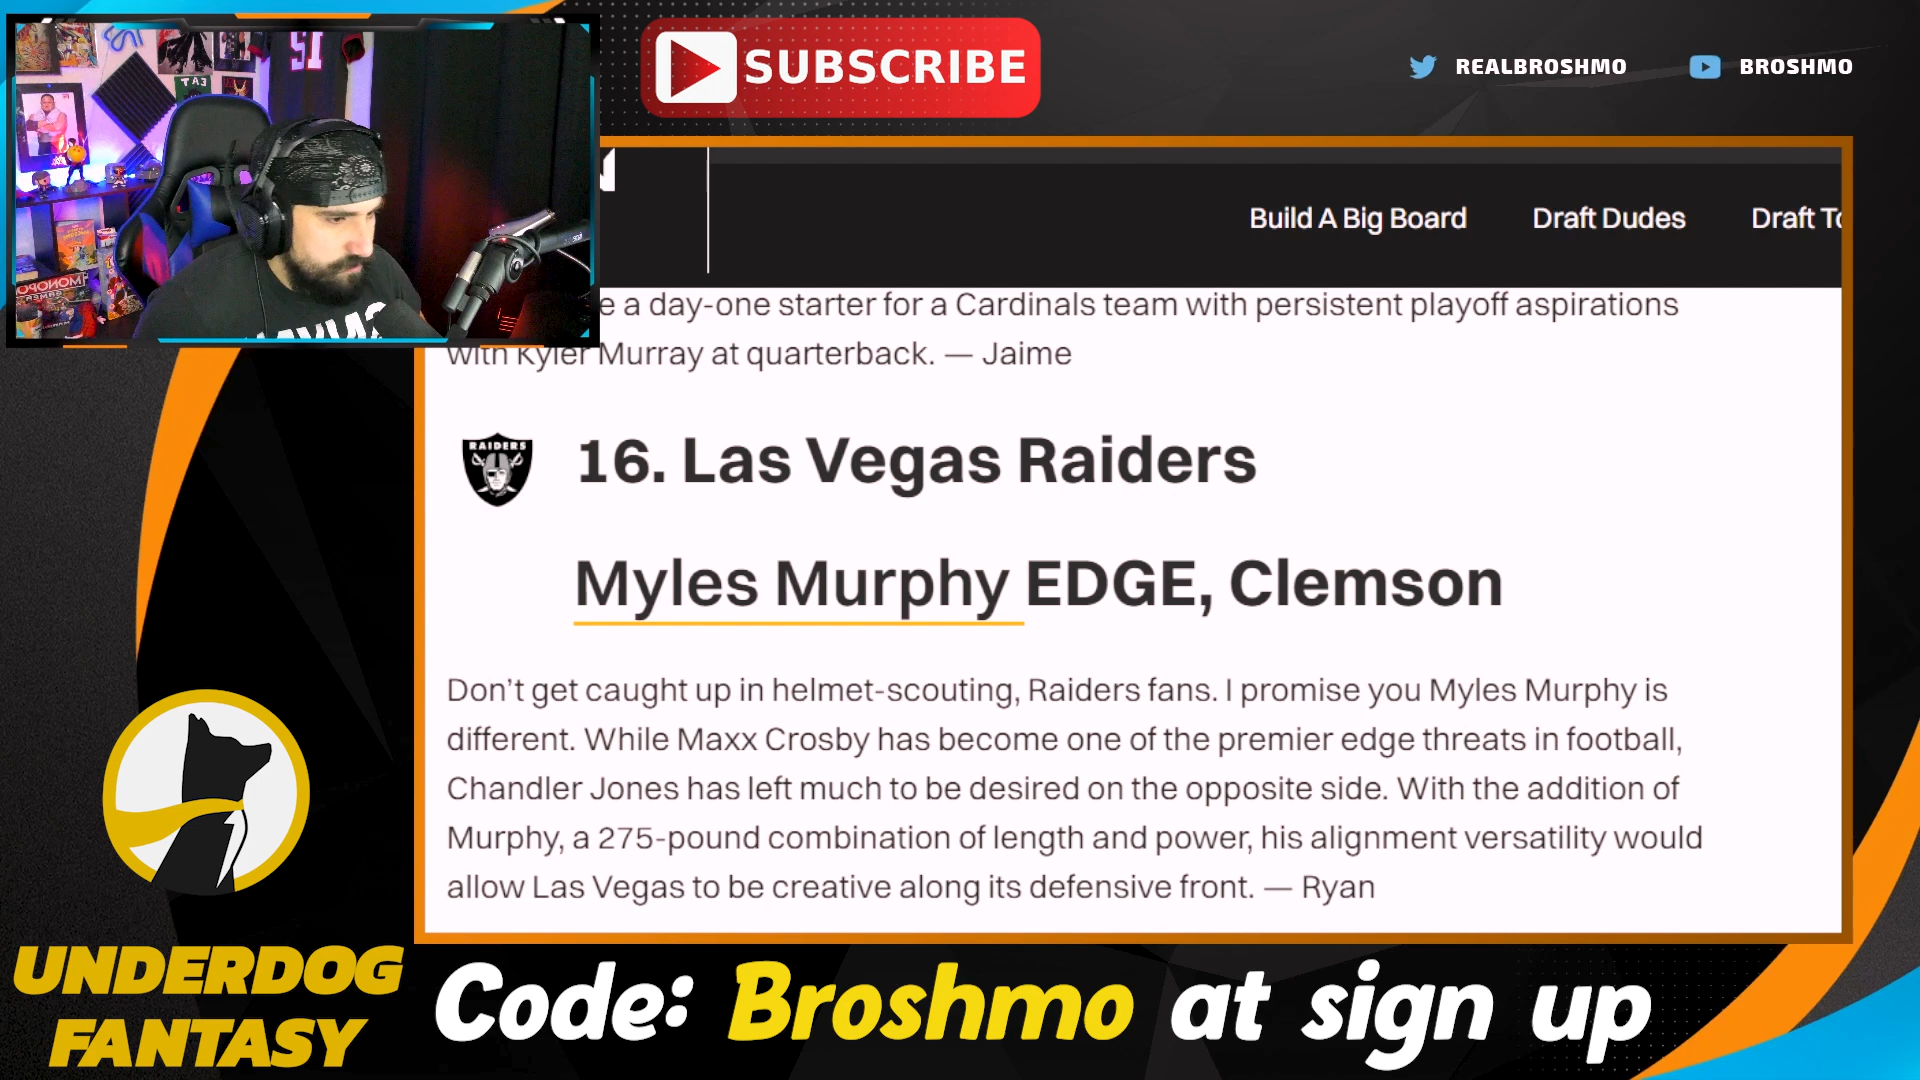 SUBSCRIBE
REALBROSHMO
BROSHMO
Build A Big Board
Draft Dudes
e a day-one starter for a Cardinals team with persistent playoff aspirations
with Kyler Murray at quarterback. — Jaime
RAIDERS
16. Las Vegas Raiders
Myles Murphy EDGE, Clemson
Don’t get caught up in helmet-scouting, Raiders fans. I promise you Myles Murphy is
different. While Maxx Crosby has become one of the premier edge threats in football,
Chandler Jones has left much to be desired on the opposite side. With the addition of
Murphy, a 275-pound combination of length and power, his alignment versatility would
allow Las Vegas to be creative along its defensive front. — Ryan
UNDERDOG
FANTASY
Code: Broshmo at sign up